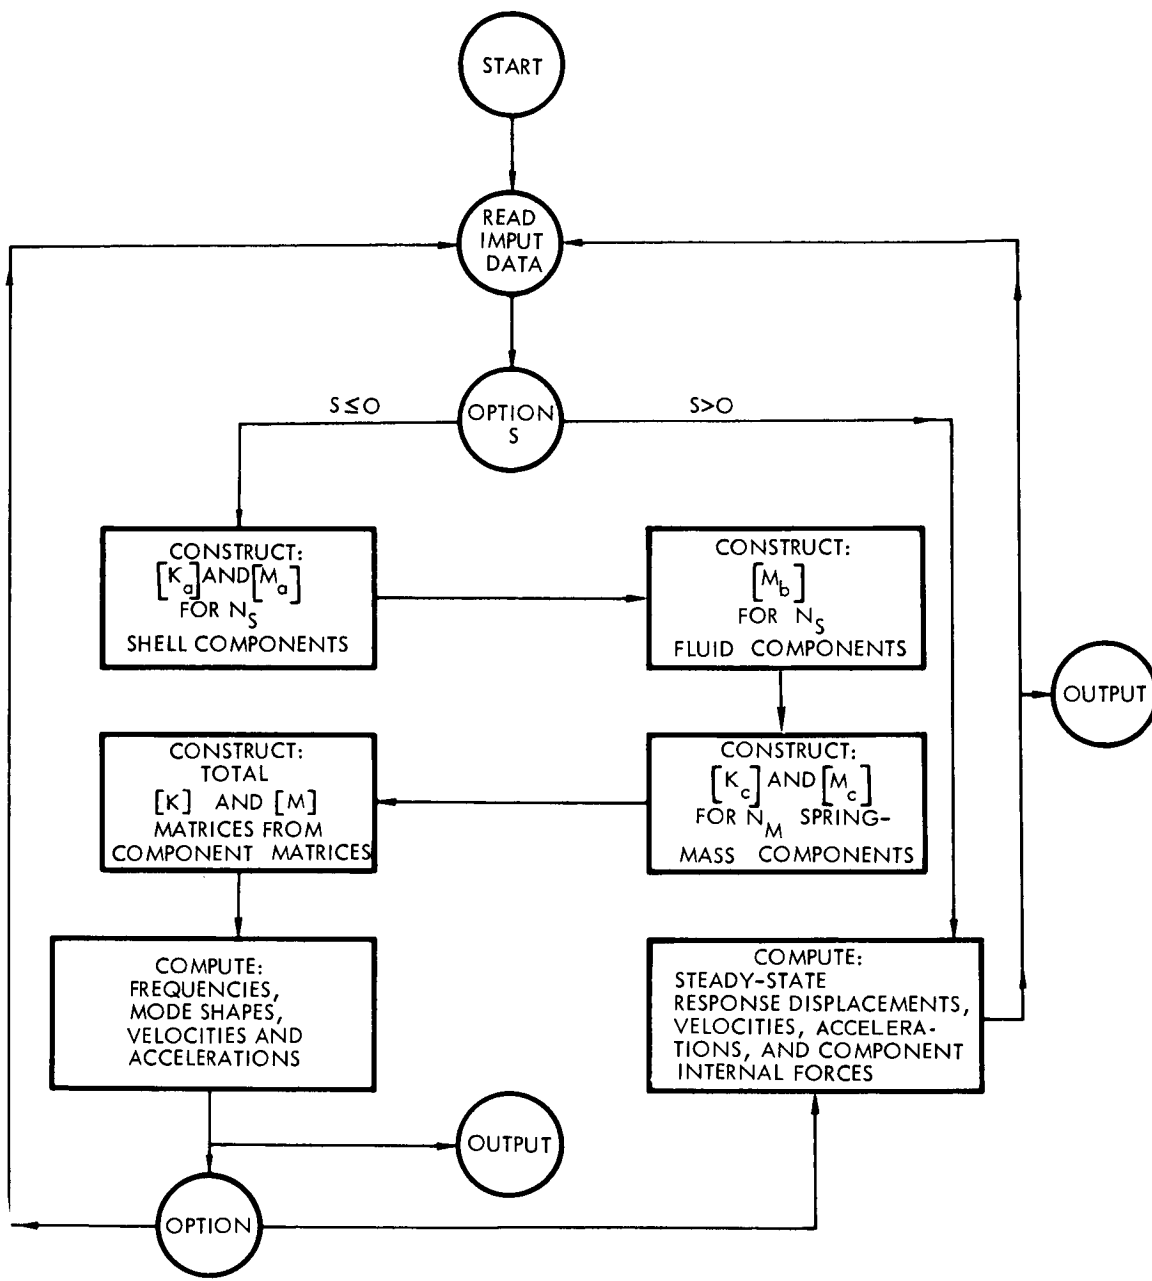 START
READ
IMPUT
DATA
S≤O
OPTION
S
S>O
CONSTRUCT:
[Ka] AND [Ma]
FOR NS
SHELL COMPONENTS
CONSTRUCT:
[Mb]
FOR NS
FLUID COMPONENTS
OUTPUT
CONSTRUCT:
TOTAL
[K] AND [M]
MATRICES FROM
COMPONENT MATRICES
CONSTRUCT:
[Kc] AND [Mc]
FOR NM SPRING-
MASS COMPONENTS
COMPUTE:
FREQUENCIES,
MODE SHAPES,
VELOCITIES AND
ACCELERATIONS
COMPUTE:
STEADY-STATE
RESPONSE DISPLACEMENTS,
VELOCITIES, ACCELERA-
TIONS, AND COMPONENT
INTERNAL FORCES
OUTPUT
OPTION